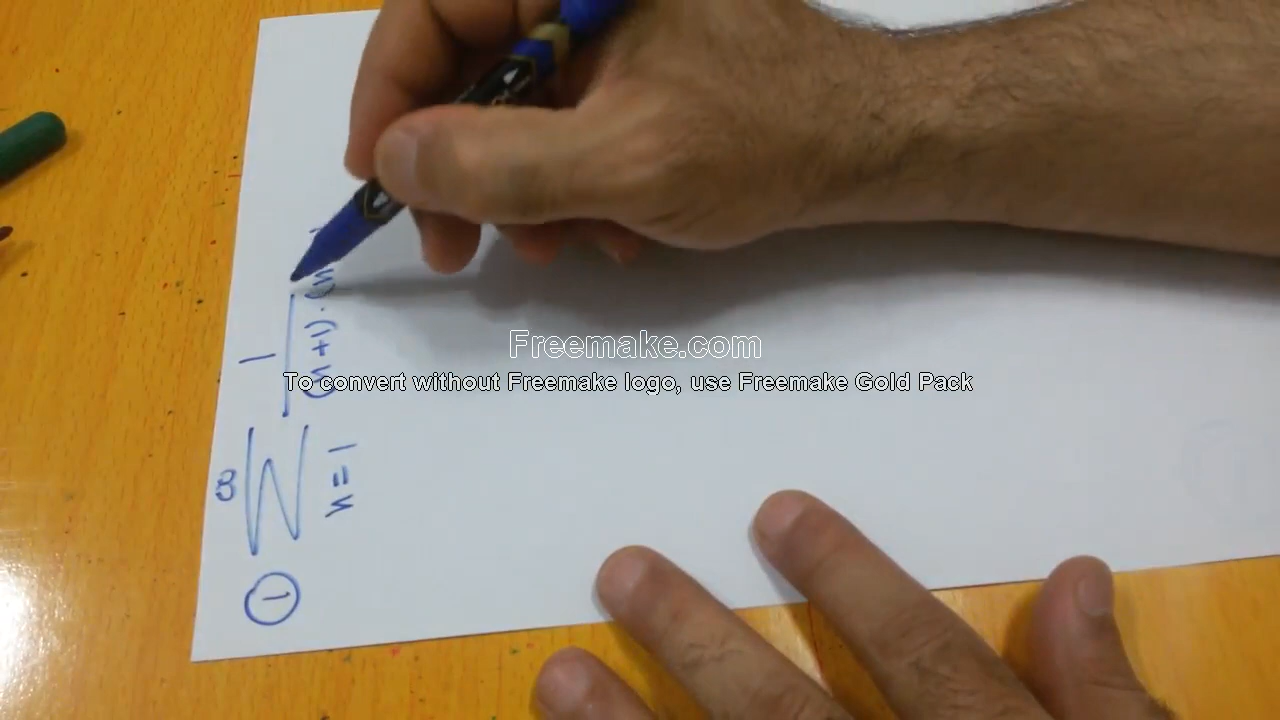 ① ∞ 1
Σ (n+1)·(n
n=1
Freemake.com
To convert without Freemake logo, use Freemake Gold Pack